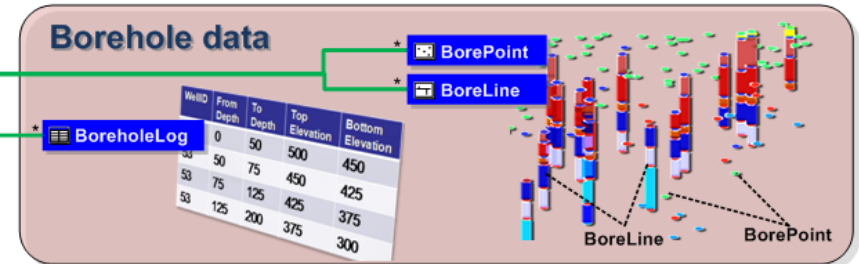 Borehole data
* BorePoint
* BoreLine
* BoreholeLog
WellID From Depth To Depth Top Elevation Bottom Elevation
0 50 500 450
53 50 75 450 425
53 75 125 425 375
53 125 200 375 300
BoreLine
BorePoint